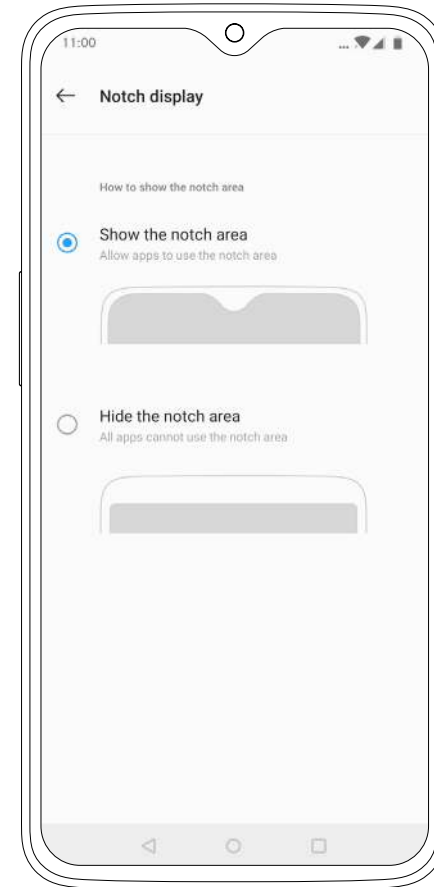 11:00
...
Notch display
How to show the notch area
Show the notch area
Allow apps to use the notch area
Hide the notch area
All apps cannot use the notch area